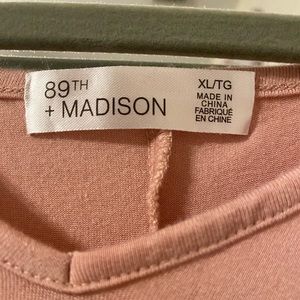 89TH
+ MADISON
XL/TG
MADE IN
CHINA
FABRIQUÉ
EN CHINE